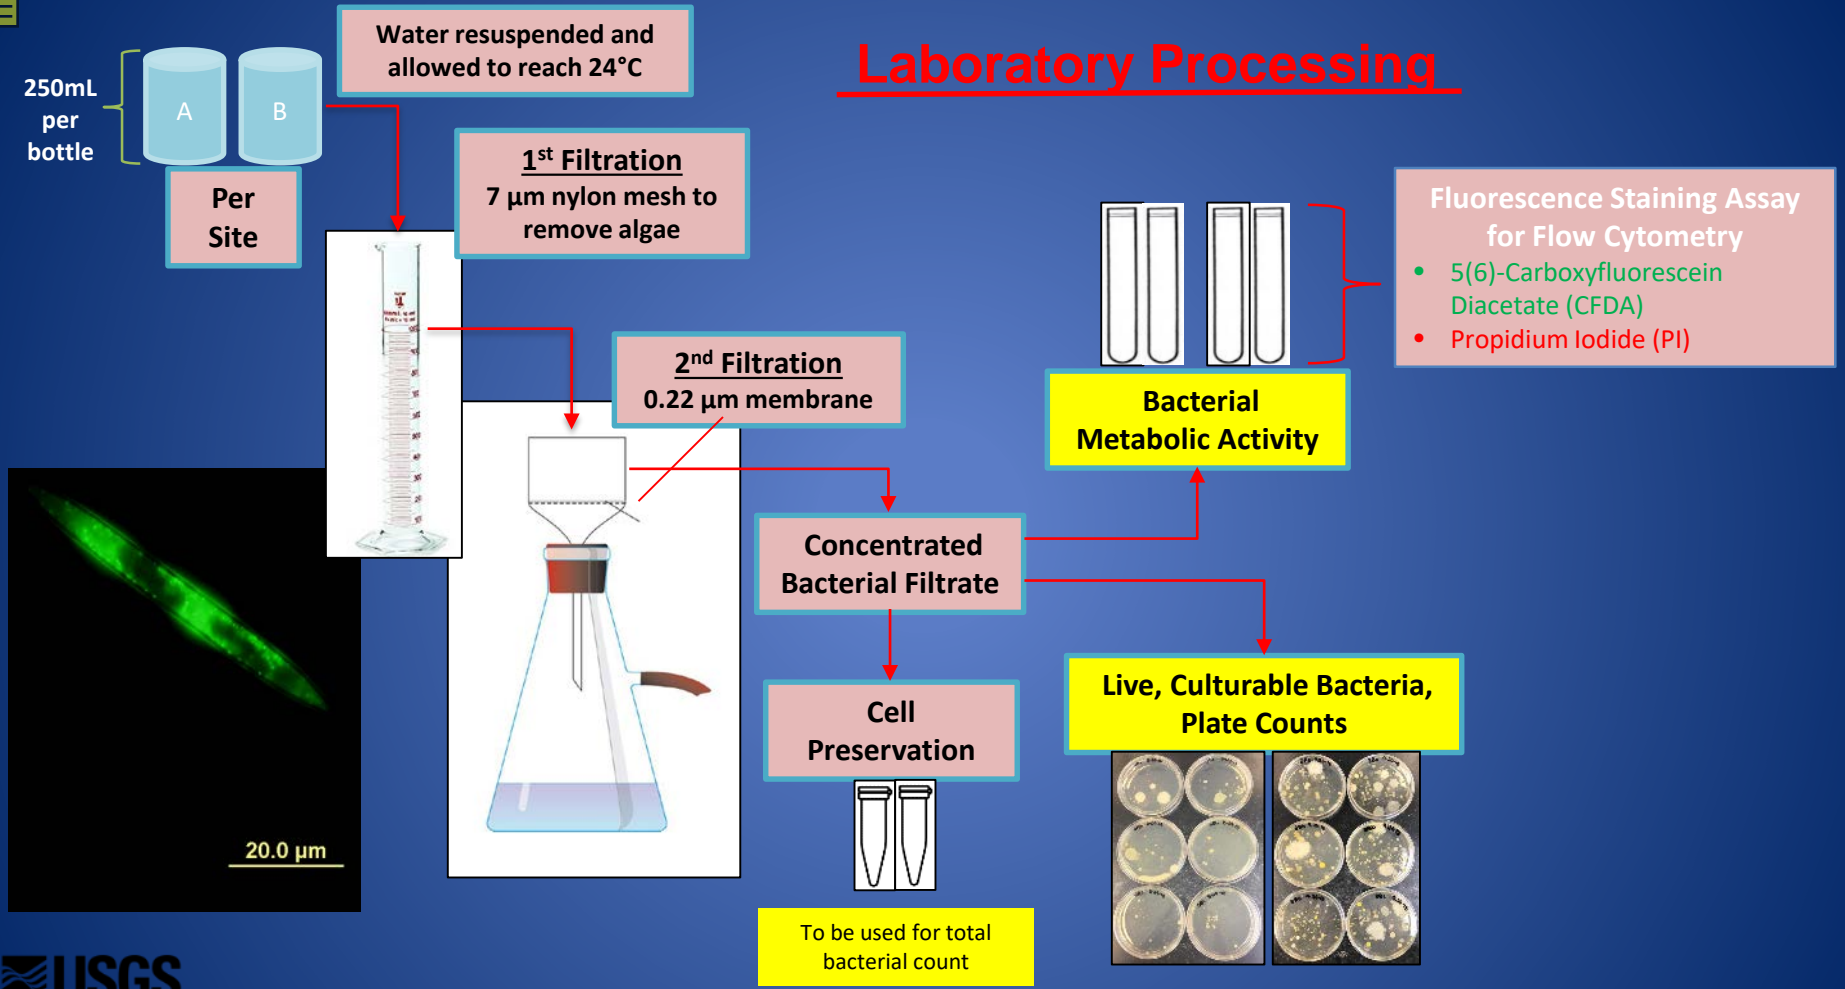 Laboratory Processing
Water resuspended and
allowed to reach 24°C
250mL
per
bottle
A
B
Per
Site
1st Filtration
7 µm nylon mesh to
remove algae
2nd Filtration
0.22 µm membrane
Concentrated
Bacterial Filtrate
Bacterial
Metabolic Activity
Fluorescence Staining Assay
for Flow Cytometry
• 5(6)-Carboxyfluorescein
Diacetate (CFDA)
• Propidium Iodide (PI)
Cell
Preservation
To be used for total
bacterial count
Live, Culturable Bacteria,
Plate Counts
20.0 µm
USGS